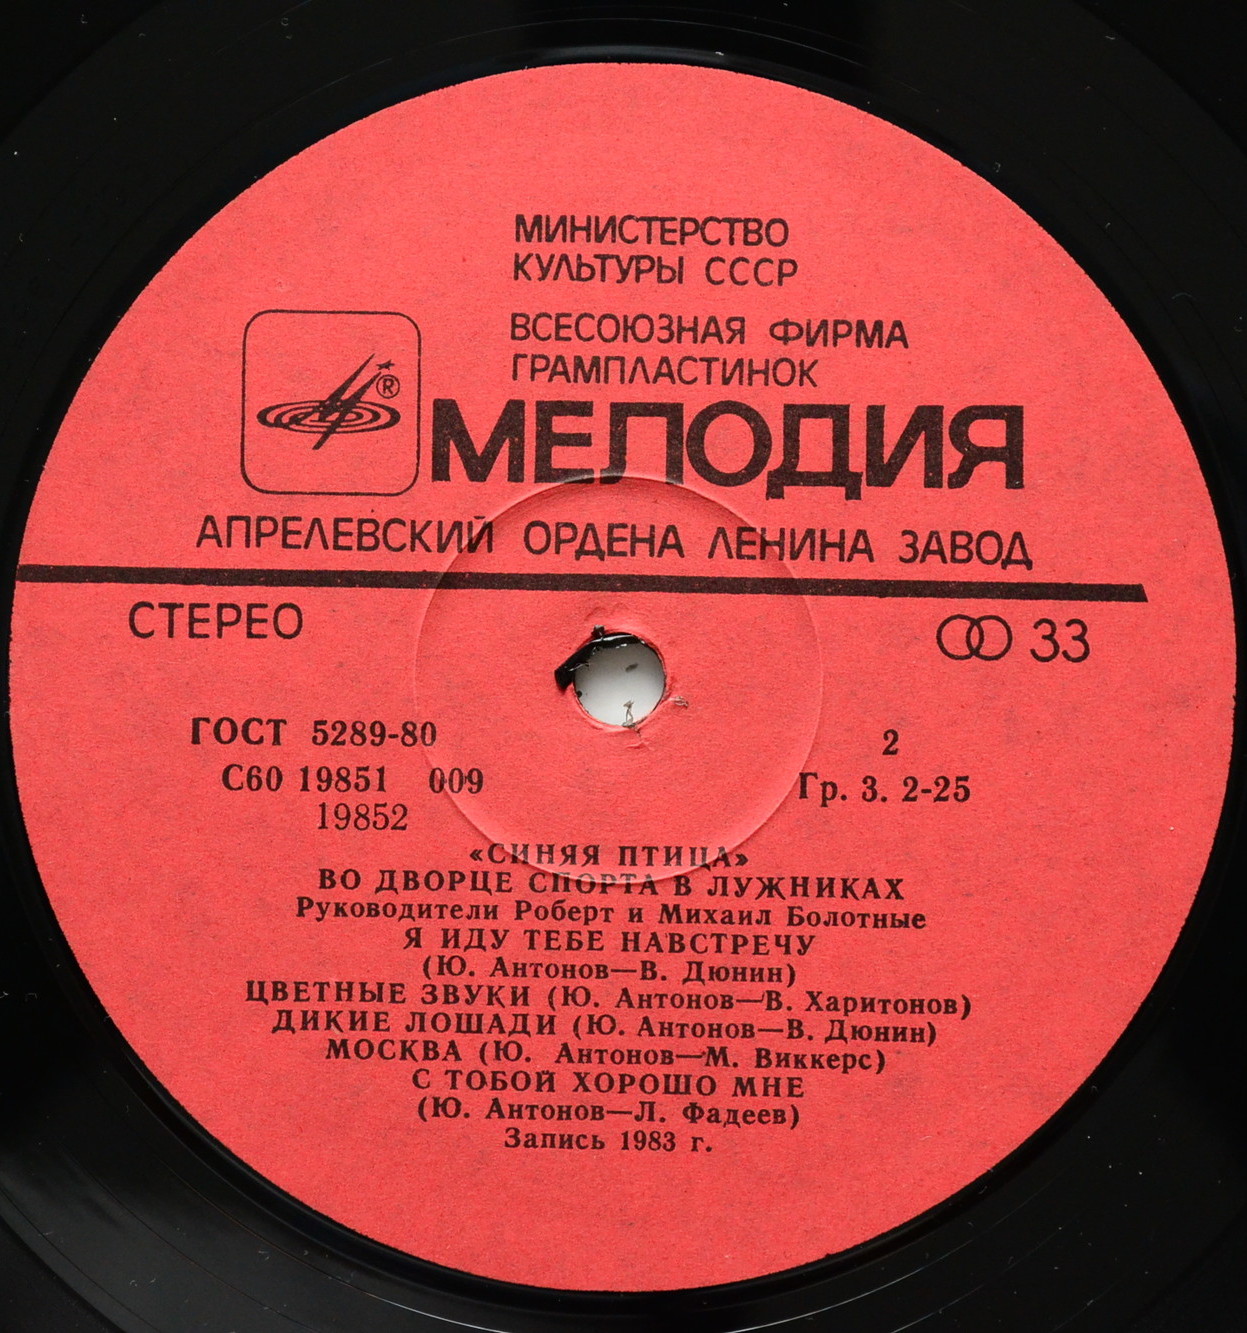 МИНИСТЕРСТВО
КУЛЬТУРЫ СССР
ВСЕСОЮЗНАЯ ФИРМА
ГРАМПЛАСТИНОК
®
МЕЛОДИЯ
АПРЕЛЕВСКИЙ ОРДЕНА ЛЕНИНА ЗАВОД
СТЕРЕО 33
ГОСТ 5289-80 2
С60 19851 009 Гр. 3. 2-25
19852
«СИНЯЯ ПТИЦА»
ВО ДВОРЦЕ СПОРТА В ЛУЖНИКАХ
Руководители Роберт и Михаил Болотные
Я ИДУ ТЕБЕ НАВСТРЕЧУ
(Ю. Антонов—В. Дюнин)
ЦВЕТНЫЕ ЗВУКИ (Ю. Антонов—В. Харитонов)
ДИКИЕ ЛОШАДИ (Ю. Антонов—В. Дюнин)
МОСКВА (Ю. Антонов—М. Виккерс)
С ТОБОЙ ХОРОШО МНЕ
(Ю. Антонов—Л. Фадеев)
Запись 1983 г.